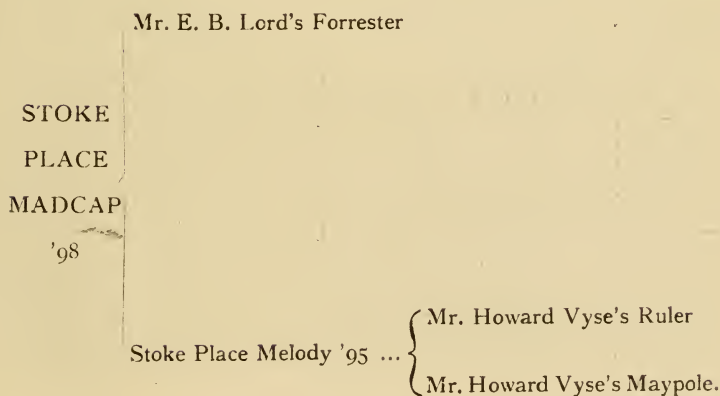 Mr. E. B. Lord's Forrester
STOKE
PLACE
MADCAP
'98
Mr. Howard Vyse's Ruler
Stoke Place Melody '95 ...
Mr. Howard Vyse's Maypole.